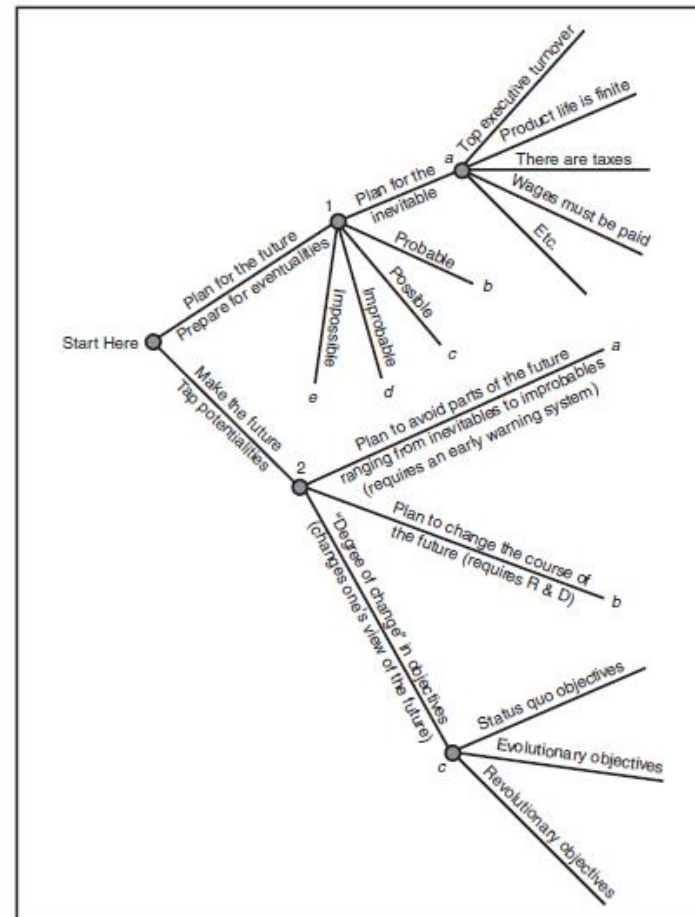 Top executive turnover
Product life is finite
a
There are taxes
Plan for the
inevitable
Wages must be paid
Etc.
1
Plan for the future
Prepare for eventualities
Probable
b
Possible
c
Improbable
d
Impossible
e
Start Here
Make the future
Tap potentialities
2
a
Plan to avoid parts of the future
ranging from inevitables to improbables
(requires an early warning system)
Plan to change the course of
the future (requires R & D)
b
"Degree of change" in objectives
(changes one's view of the future)
c
Status quo objectives
Evolutionary objectives
Revolutionary objectives